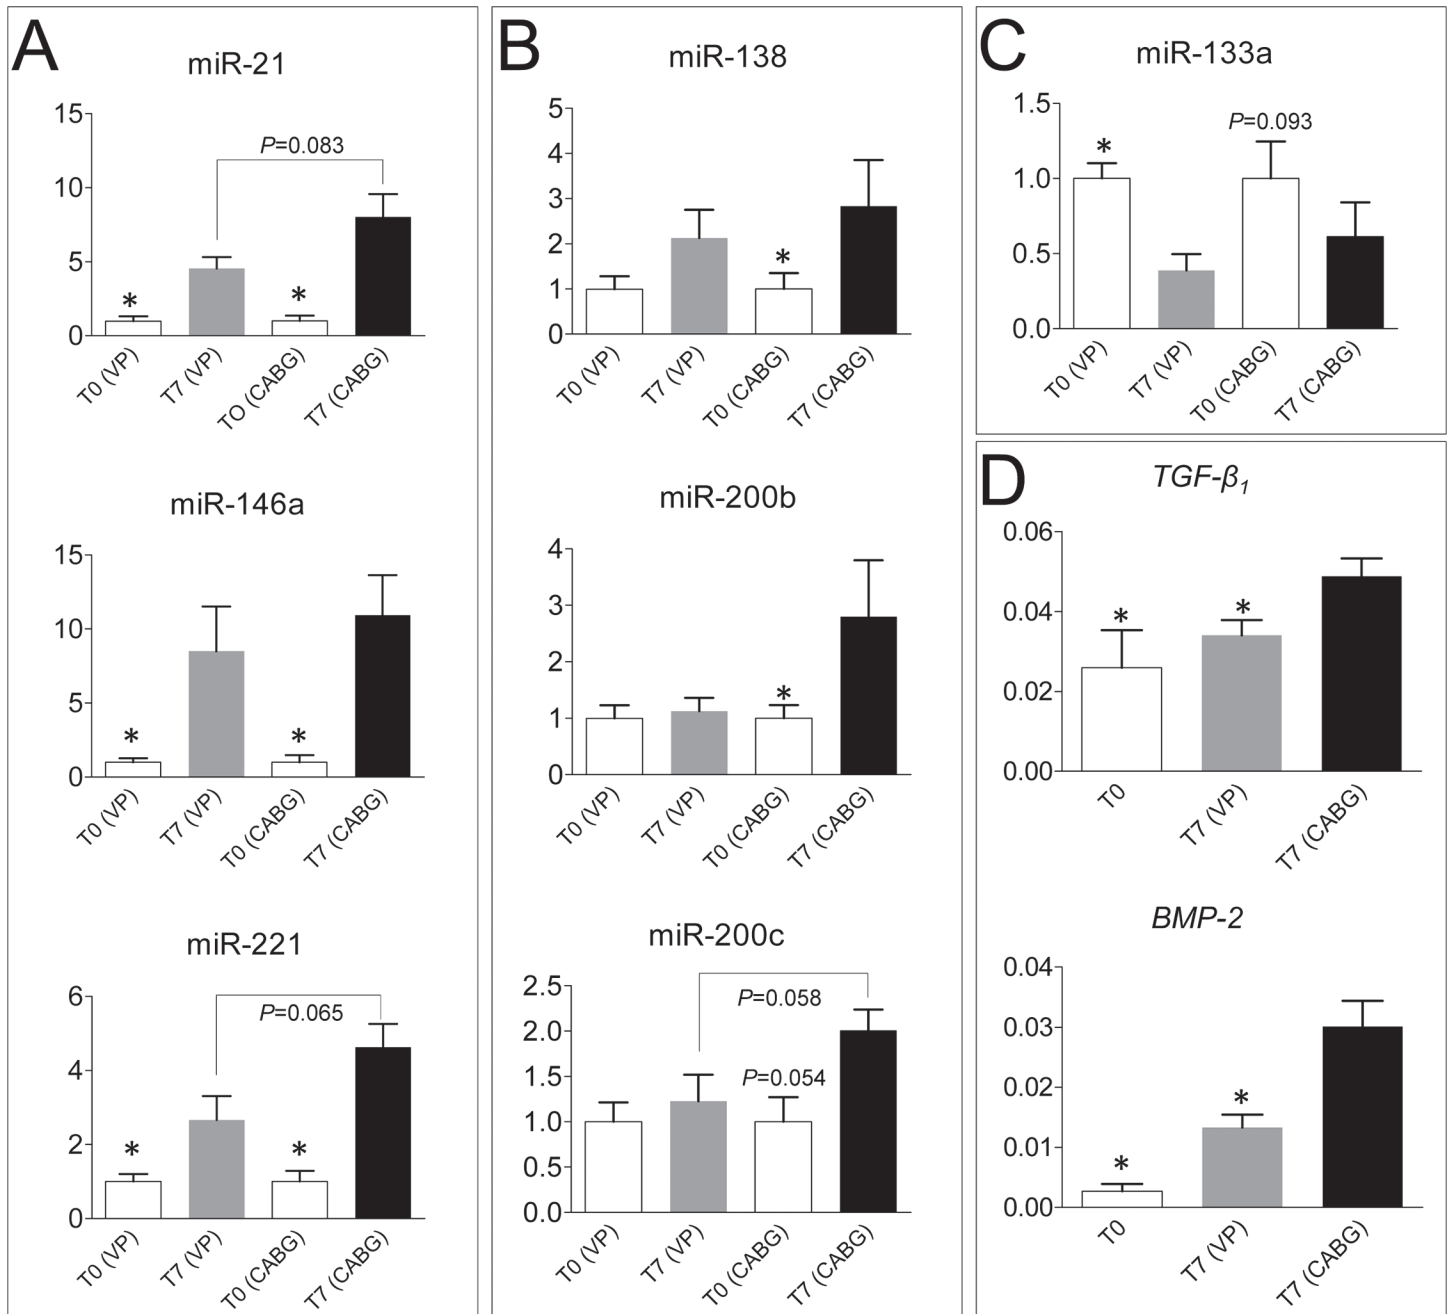 A
miR-21
15
10
5
0
P=0.083
*
*
T0 (VP)
T7 (VP)
TO (CABG)
T7 (CABG)
miR-146a
15
10
5
0
*
*
T0 (VP)
T7 (VP)
T0 (CABG)
T7 (CABG)
miR-221
6
4
2
0
P=0.065
*
*
T0 (VP)
T7 (VP)
T0 (CABG)
T7 (CABG)
B
miR-138
5
4
3
2
1
0
*
T0 (VP)
T7 (VP)
T0 (CABG)
T7 (CABG)
miR-200b
4
3
2
1
0
*
T0 (VP)
T7 (VP)
T0 (CABG)
T7 (CABG)
miR-200c
2.5
2.0
1.5
1.0
0.5
0.0
P=0.058
P=0.054
T0 (VP)
T7 (VP)
T0 (CABG)
T7 (CABG)
C
miR-133a
1.5
1.0
0.5
0.0
*
P=0.093
T0 (VP)
T7 (VP)
T0 (CABG)
T7 (CABG)
D
TGF-β1
0.06
0.04
0.02
0.00
*
*
T0
T7 (VP)
T7 (CABG)
BMP-2
0.04
0.03
0.02
0.01
0.00
*
*
T0
T7 (VP)
T7 (CABG)